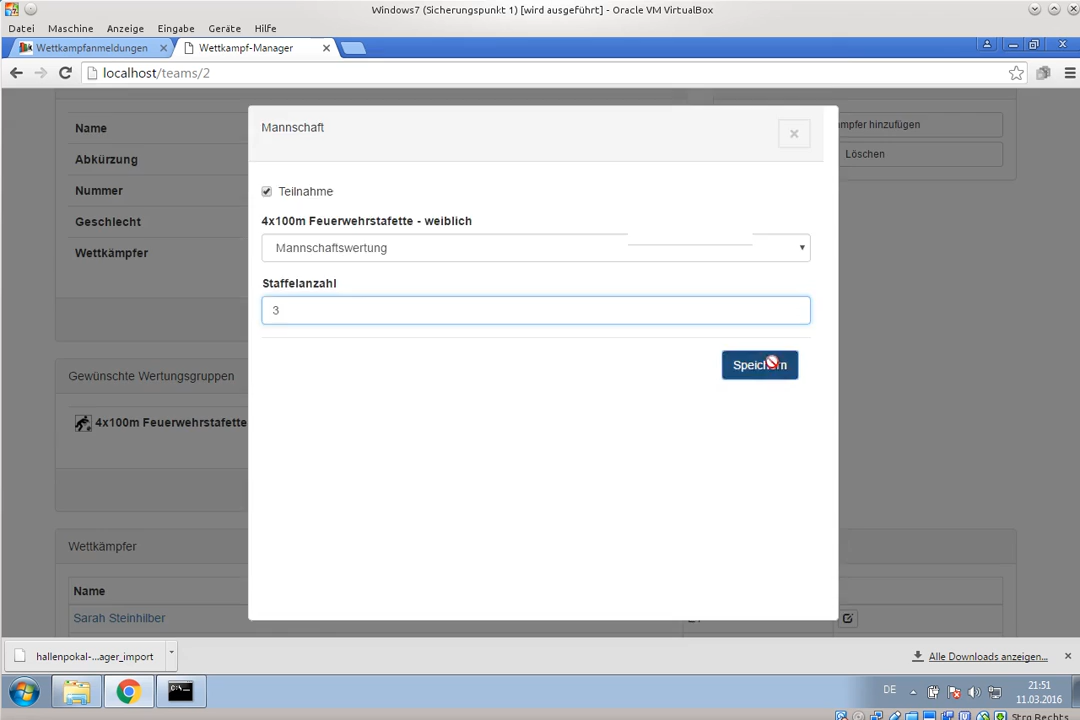 Windows7 (Sicherungspunkt 1) [wird ausgeführt] - Oracle VM VirtualBox
Datei Maschine Anzeige Eingabe Geräte Hilfe
Wettkampfanmeldungen Wettkampf-Manager
localhost/teams/2
Mannschaft
Name
Abkürzung
Nummer
Geschlecht
Wettkämpfer
hinzufügen
Löschen
Teilnahme
4x100m Feuerwehrstafette - weiblich
Mannschaftswertung
Staffelanzahl
3
Speichern
Gewünschte Wertungsgruppen
4x100m Feuerwehrstafette
Wettkämpfer
Name
Sarah Steinhilber
hallenpokal-...ager_import
Alle Downloads anzeigen...
DE
21:51
11.03.2016
Strg Rechts